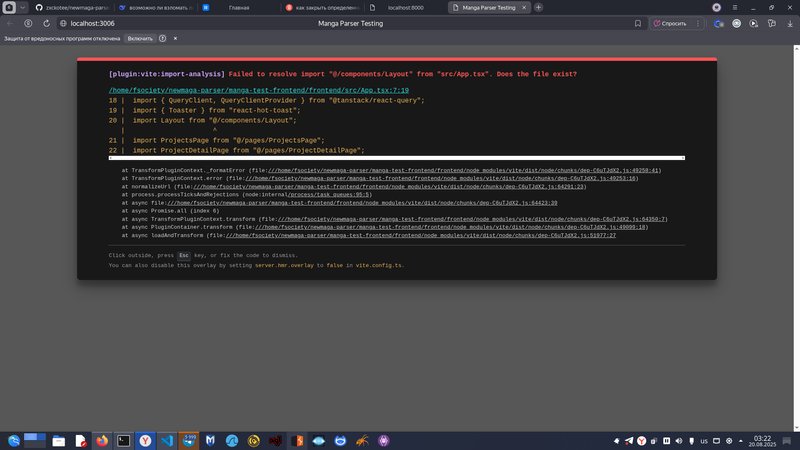 zxckotee/newmaga-parser
возможно ли взломать
Главная
как закрыть определенн
localhost:8000
Manga Parser Testing
localhost:3006
Manga Parser Testing
Спросить
Защита от вредоносных программ отключена
Включить
[plugin:vite:import-analysis] Failed to resolve import "@/components/Layout" from "src/App.tsx". Does the file exist?
/home/fsociety/newmaga-parser/manga-test-frontend/frontend/src/App.tsx:7:19
18 | import { QueryClient, QueryClientProvider } from "@tanstack/react-query";
19 | import { Toaster } from "react-hot-toast";
20 | import Layout from "@/components/Layout";
| ^
21 | import ProjectsPage from "@/pages/ProjectsPage";
22 | import ProjectDetailPage from "@/pages/ProjectDetailPage";
at TransformPluginContext._formatError (file:///home/fsociety/newmaga-parser/manga-test-frontend/frontend/node_modules/vite/dist/node/chunks/dep-C6uTJdX2.js:49258:41)
at TransformPluginContext.error (file:///home/fsociety/newmaga-parser/manga-test-frontend/frontend/node_modules/vite/dist/node/chunks/dep-C6uTJdX2.js:49253:16)
at normalizeUrl (file:///home/fsociety/newmaga-parser/manga-test-frontend/frontend/node_modules/vite/dist/node/chunks/dep-C6uTJdX2.js:64291:23)
at process.processTicksAndRejections (node:internal/process/task_queues:95:5)
at async file:///home/fsociety/newmaga-parser/manga-test-frontend/frontend/node_modules/vite/dist/node/chunks/dep-C6uTJdX2.js:64423:39
at async Promise.all (index 6)
at async TransformPluginContext.transform (file:///home/fsociety/newmaga-parser/manga-test-frontend/frontend/node_modules/vite/dist/node/chunks/dep-C6uTJdX2.js:64350:7)
at async PluginContainer.transform (file:///home/fsociety/newmaga-parser/manga-test-frontend/frontend/node_modules/vite/dist/node/chunks/dep-C6uTJdX2.js:49099:18)
at async loadAndTransform (file:///home/fsociety/newmaga-parser/manga-test-frontend/frontend/node_modules/vite/dist/node/chunks/dep-C6uTJdX2.js:51977:27
Click outside, press Esc key, or fix the code to dismiss.
You can also disable this overlay by setting server.hmr.overlay to false in vite.config.ts.
us
03:22
20.08.2025